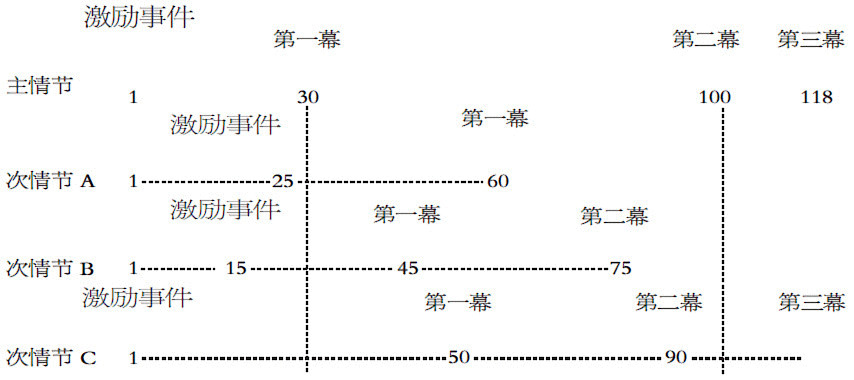 激励事件
第一幕 第二幕 第三幕
主情节 1 30 100 118
激励事件 第一幕
次情节 A 1 25 60
激励事件 第一幕 第二幕
次情节 B 1 15 45 75
激励事件 第一幕 第二幕 第三幕
次情节 C 1 50 90